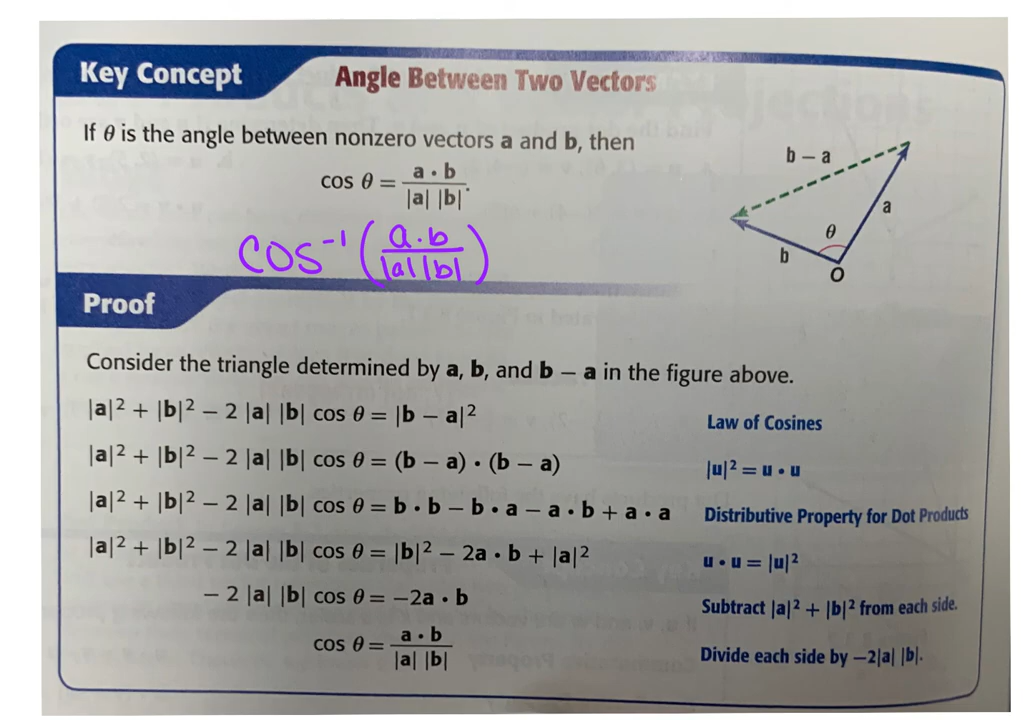 Key Concept
Angle Between Two Vectors
If θ is the angle between nonzero vectors a and b, then
cos θ = a • b / |a| |b|.
cos⁻¹ (a.b / |a||b|)
b – a
a
θ
b
O
Proof
Consider the triangle determined by a, b, and b – a in the figure above.
|a|² + |b|² – 2 |a| |b| cos θ = |b – a|² Law of Cosines
|a|² + |b|² – 2 |a| |b| cos θ = (b – a) • (b – a) |u|² = u • u
|a|² + |b|² – 2 |a| |b| cos θ = b • b – b • a – a • b + a • a Distributive Property for Dot Products
|a|² + |b|² – 2 |a| |b| cos θ = |b|² – 2a • b + |a|² u • u = |u|²
– 2 |a| |b| cos θ = –2a • b Subtract |a|² + |b|² from each side.
cos θ = a • b / |a| |b| Divide each side by –2|a| |b|.